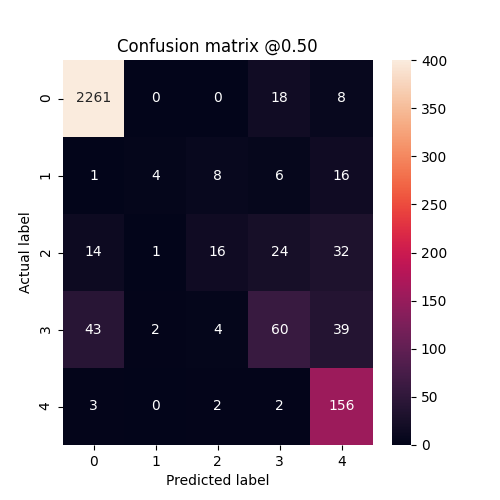 Confusion matrix @0.50
Actual label
0 2261 0 0 18 8
1 1 4 8 6 16
2 14 1 16 24 32
3 43 2 4 60 39
4 3 0 2 2 156
0 1 2 3 4
Predicted label
400
350
300
250
200
150
100
50
0